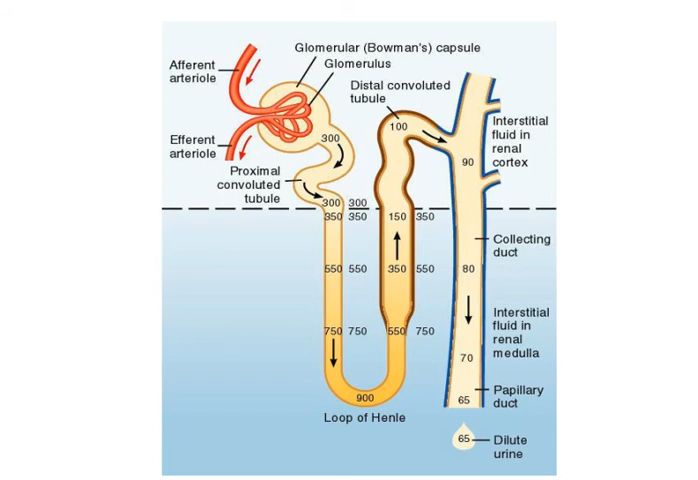 Glomerular (Bowman's) capsule
Glomerulus
Afferent
arteriole
Distal convoluted
tubule
Efferent
arteriole
300
100
Interstitial
fluid in
renal
cortex
90
Proximal
convoluted
tubule
300 300
350 350 150 350
Collecting
duct
550 550 350 550 80
Interstitial
fluid in
renal
medulla
750 750 550 750
70
900
65
Papillary
duct
Loop of Henle
65
Dilute
urine